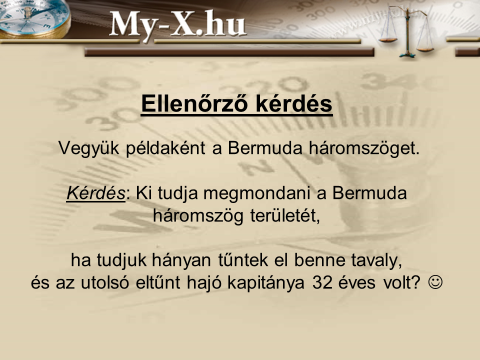 My-X.hu
Ellenőrző kérdés
Vegyük példaként a Bermuda háromszöget.
Kérdés: Ki tudja megmondani a Bermuda
háromszög területét,
ha tudjuk hányan tűntek el benne tavaly,
és az utolsó eltűnt hajó kapitánya 32 éves volt? ☺